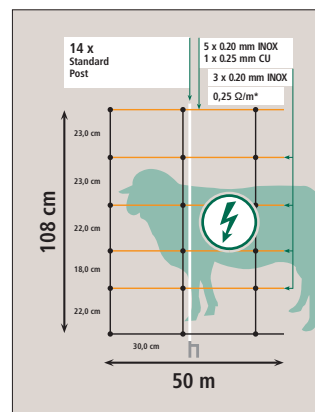 14 x
Standard
Post
5 x 0.20 mm INOX
1 x 0.25 mm CU
3 x 0.20 mm INOX
0,25 Ω/m*
108 cm
23,0 cm
23,0 cm
22,0 cm
18,0 cm
22,0 cm
30,0 cm
50 m